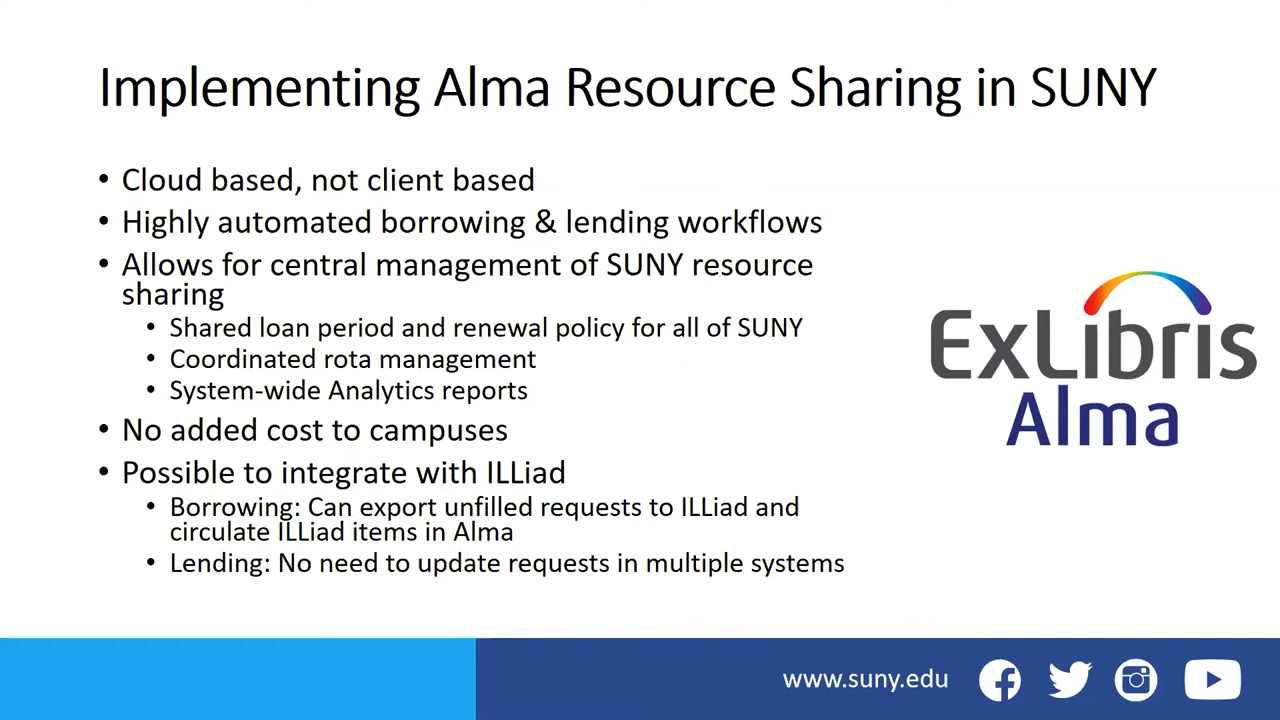 Implementing Alma Resource Sharing in SUNY
• Cloud based, not client based
• Highly automated borrowing & lending workflows
• Allows for central management of SUNY resource
sharing
• Shared loan period and renewal policy for all of SUNY
• Coordinated rota management
• System-wide Analytics reports
• No added cost to campuses
• Possible to integrate with ILLiad
• Borrowing: Can export unfilled requests to ILLiad and
circulate ILLiad items in Alma
• Lending: No need to update requests in multiple systems
ExLibris
Alma
www.suny.edu